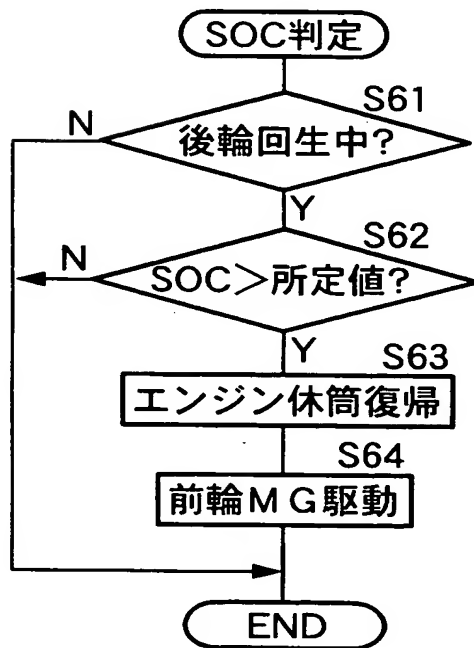 SOC判定
S61
N
後輪回生中?
Y
S62
N
SOC>所定値?
Y
S63
エンジン休筒復帰
S64
前輪MG駆動
END